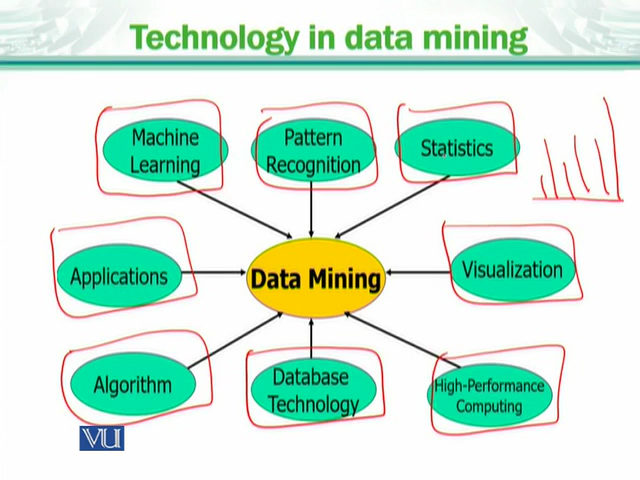 Technology in data mining
Machine
Learning
Pattern
Recognition
Statistics
Applications
Data Mining
Visualization
Algorithm
Database
Technology
High-Performance
Computing
VU